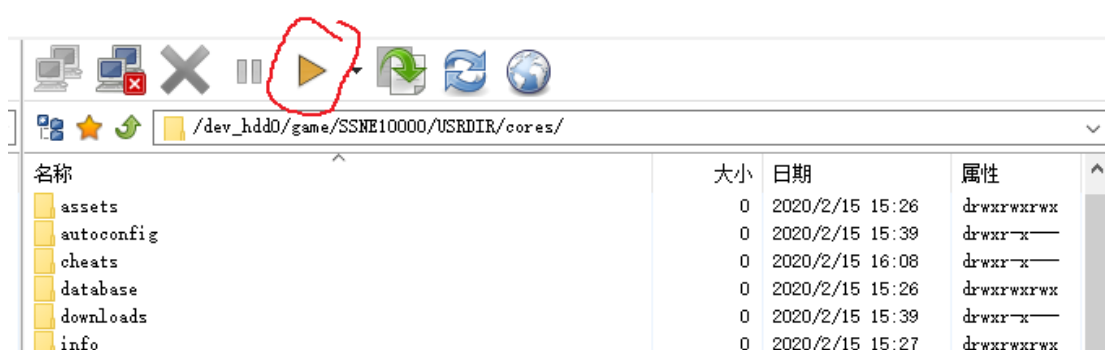 /dev_hdd0/game/SSNE10000/USRDIR/cores/
名称 大小 日期 属性
assets 0 2020/2/15 15:26 drwxrwxrwx
autoconfig 0 2020/2/15 15:39 drwxr-x---
cheats 0 2020/2/15 16:08 drwxr-x---
database 0 2020/2/15 15:26 drwxrwxrwx
downloads 0 2020/2/15 15:39 drwxr-x---
info 0 2020/2/15 15:27 drwxrwxrwx